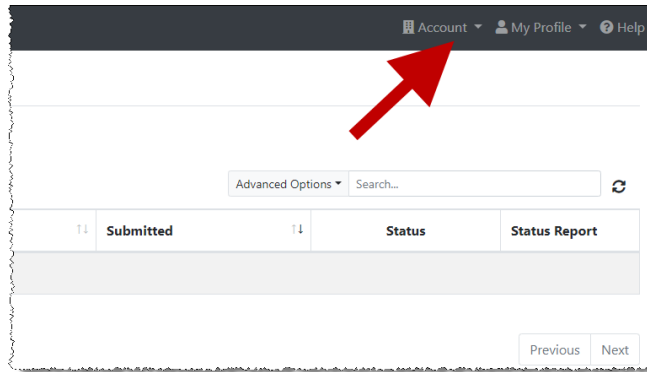 Account My Profile Help
Advanced Options Search...
Submitted Status Status Report
Previous Next